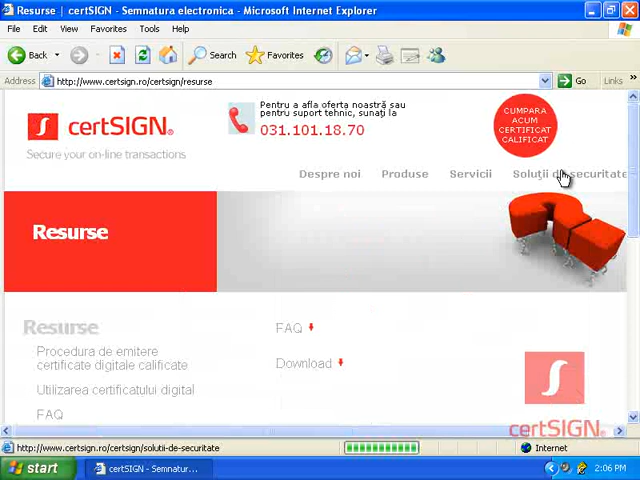 Resurse | certSIGN - Semnatura electronica - Microsoft Internet Explorer
File Edit View Favorites Tools Help
Back Search Favorites
Address http://www.certsign.ro/certsign/resurse Go Links »
certSIGN®
Secure your on-line transactions
Pentru a afla oferta noastră sau
pentru suport tehnic, sunați la
031.101.18.70
CUMPARA
ACUM
CERTIFICAT
CALIFICAT
Despre noi Produse Servicii Soluții de securitate
Resurse
Resurse
Procedura de emitere
certificate digitale calificate
Utilizarea certificatului digital
FAQ
FAQ
Download
certSIGN®
http://www.certsign.ro/certsign/solutii-de-securitate Internet
start certSIGN - Semnatur... 2:06 PM